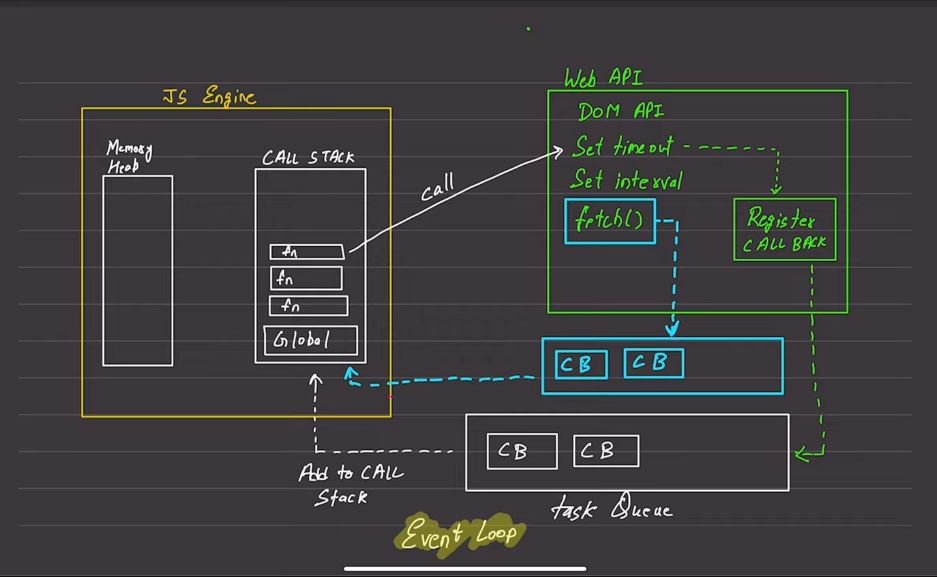 Web API
JS Engine
DOM API
Memory
Heap
CALL STACK
Set timeout
call
Set interval
fetch()
Register
CALL BACK
fn
fn
fn
Global
CB
CB
CB
CB
Add to CALL
Stack
task Queue
Event Loop